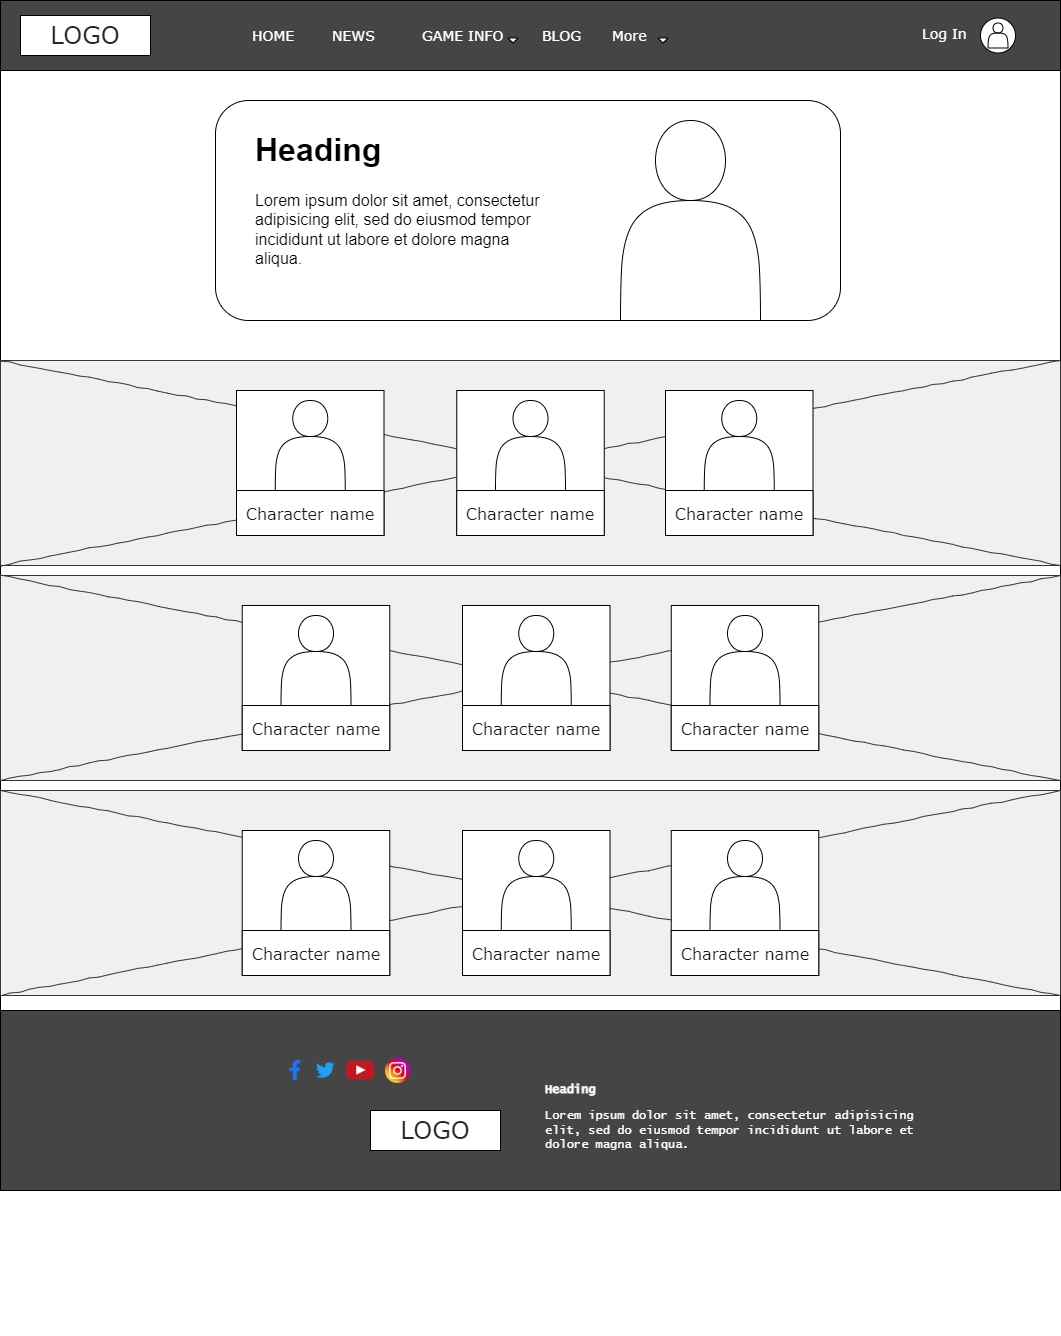 LOGO
HOME
NEWS
GAME INFO
BLOG
More
Log In
Heading
Lorem ipsum dolor sit amet, consectetur
adipisicing elit, sed do eiusmod tempor
incididunt ut labore et dolore magna
aliqua.
Character name
Character name
Character name
Character name
Character name
Character name
Character name
Character name
Character name
LOGO
Heading
Lorem ipsum dolor sit amet, consectetur adipisicing
elit, sed do eiusmod tempor incididunt ut labore et
dolore magna aliqua.